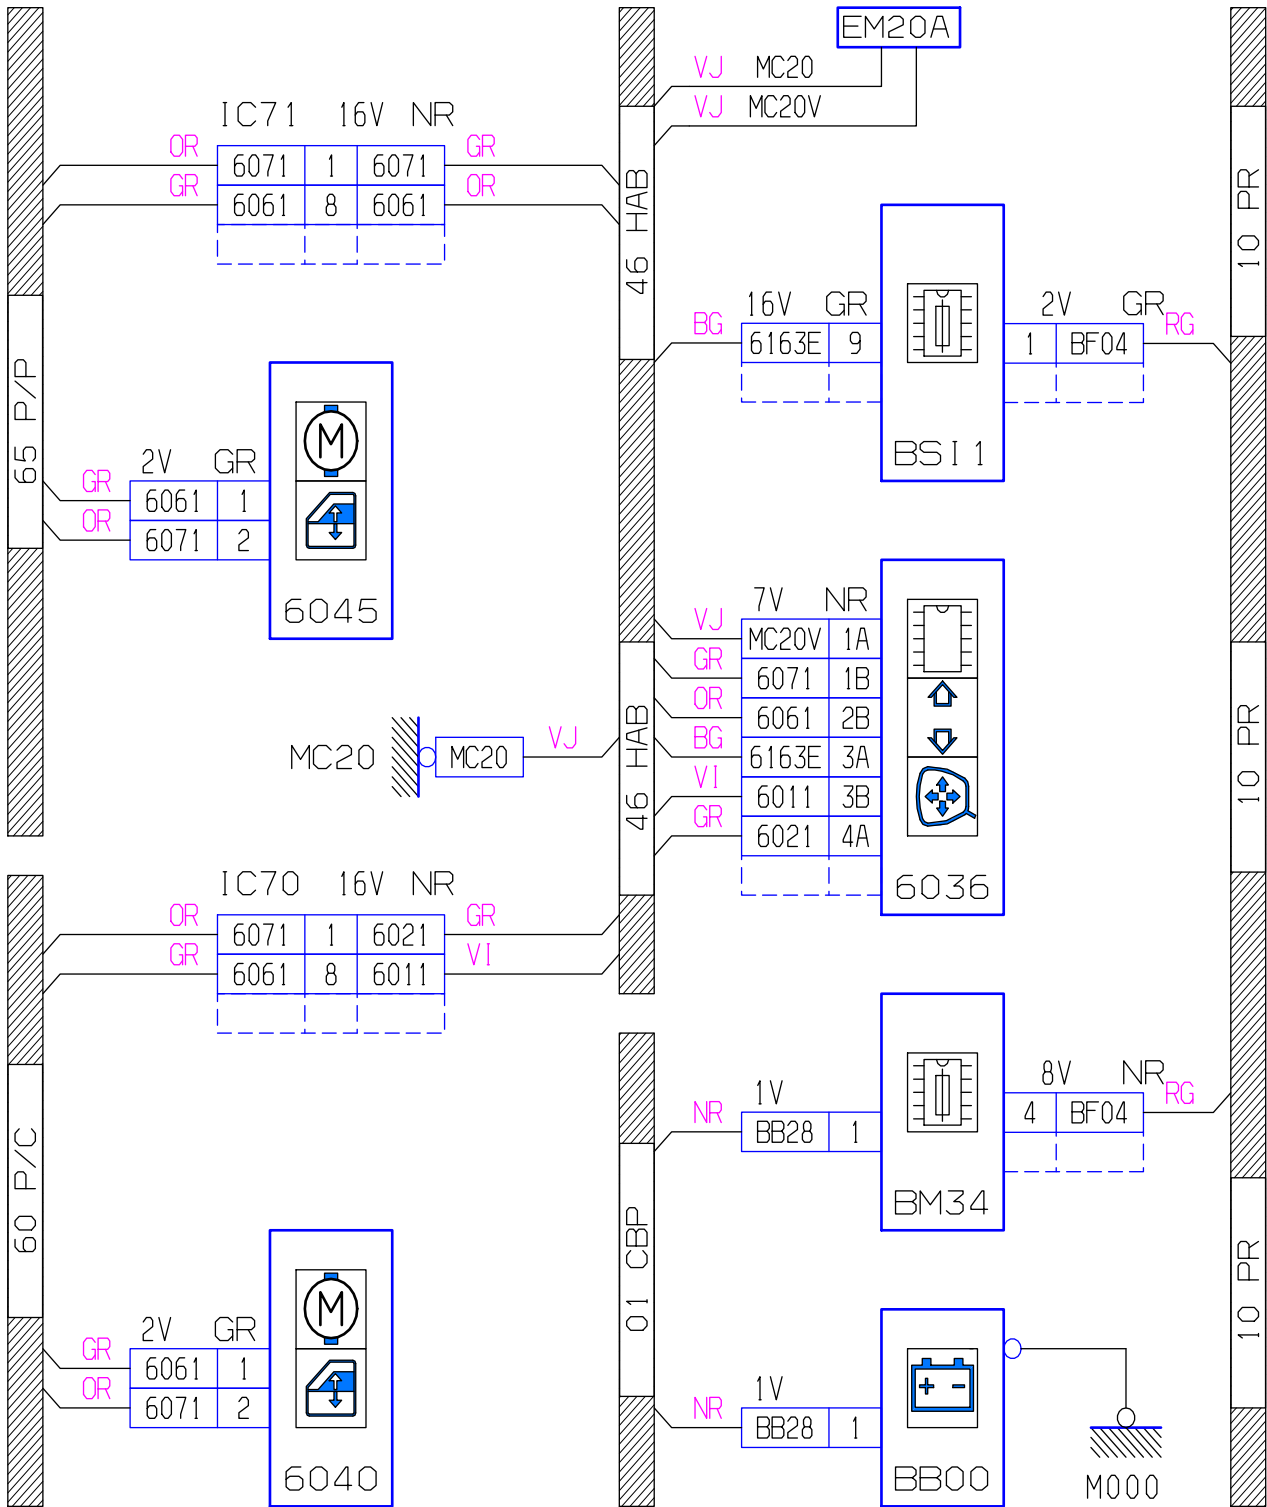 EM20A
VJ MC20
VJ MC20V
IC71 16V NR
OR 6071 1 6071 GR
GR 6061 8 6061 OR
46 HAB
10 PR
16V GR
BG 6163E 9
2V GR
1 BF04 RG
BSI1
65 P/P
2V GR
GR 6061 1
OR 6071 2
6045
7V NR
VJ MC20V 1A
GR 6071 1B
OR 6061 2B
BG 6163E 3A
VI 6011 3B
GR 6021 4A
6036
MC20 MC20 VJ
46 HAB
10 PR
IC70 16V NR
OR 6071 1 6021 GR
GR 6061 8 6011 VI
60 P/C
1V
NR BB28 1
8V NR
4 BF04 RG
BM34
01 CBP
10 PR
2V GR
GR 6061 1
OR 6071 2
M
M
6040
1V
NR BB28 1
+ -
BB00
M000